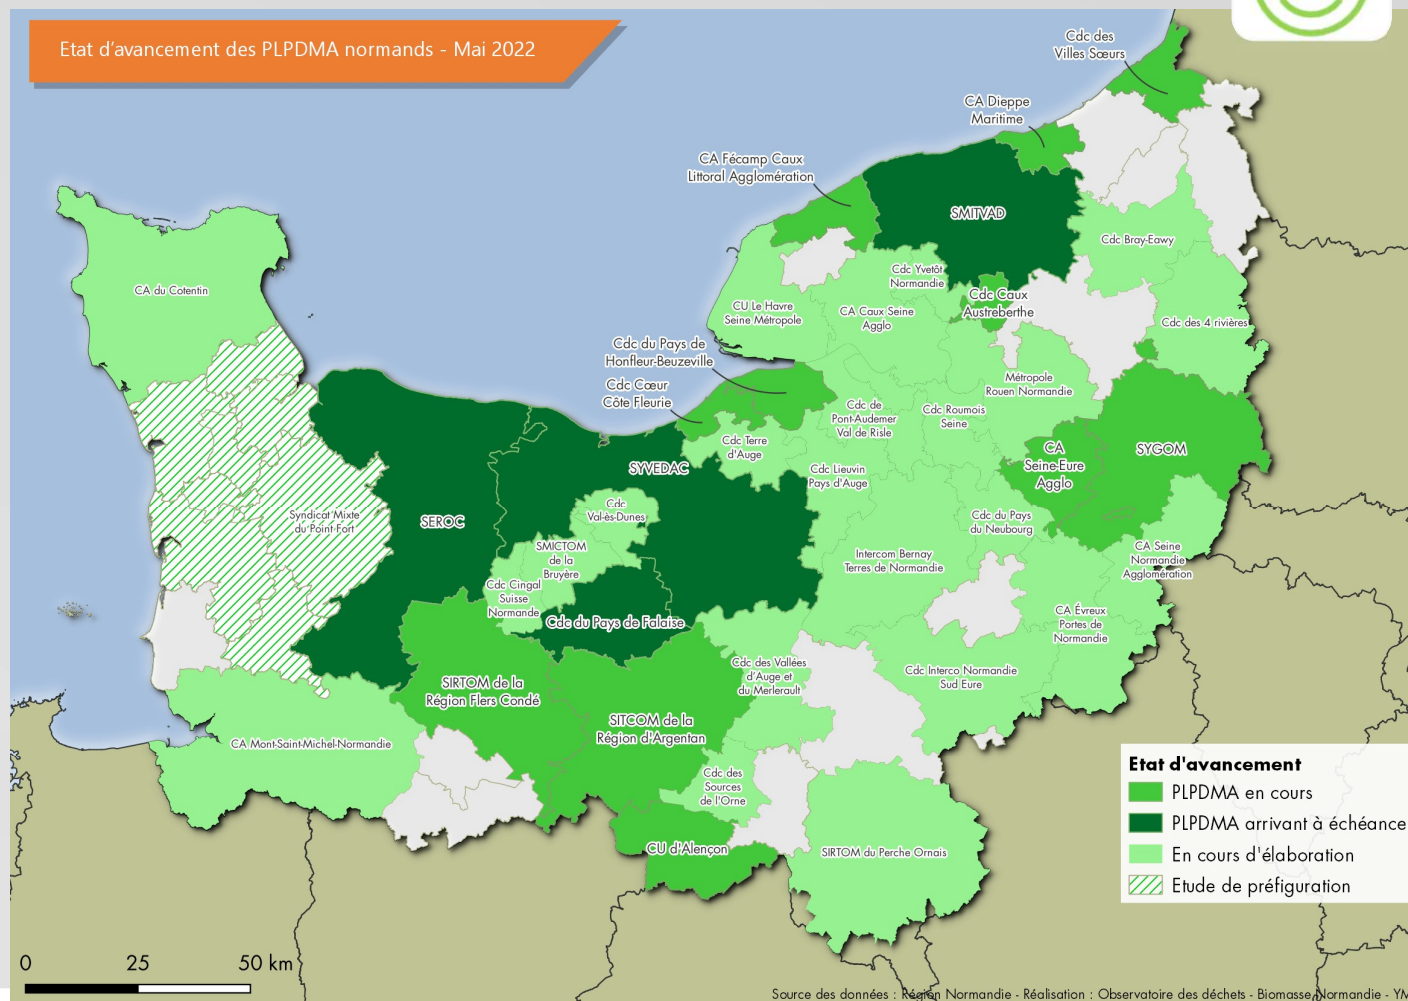 Etat d'avancement des PLPDMA normands - Mai 2022
Cdc des
Villes Sœurs
CA Dieppe
Maritime
CA Fécamp Caux
Littoral Agglomération
SMITVAD
Cdc Bray-Eawy
CA du Cotentin
Cdc Yvetôt
Normandie
Cdc Caux
Austreberthe
CU Le Havre
Seine Métropole
CA Caux Seine
Agglo
Cdc des 4 rivières
Cdc du Pays de
Honfleur-Beuzeville
Cdc Cœur
Côte Fleurie
Métropole
Rouen Normandie
Cdc de
Pont-Audemer
Val de Risle
Cdc Roumois
Seine
Cdc Terre
d'Auge
CA
Seine-Eure
Agglo
SYGOM
SYVEDAC
Cdc Lieuvin
Pays d'Auge
Syndicat Mixte
du Point Fort
SEROC
Cdc
Val-ès-Dunes
Cdc du Pays
du Neubourg
SMICTOM
de la
Bruyère
Intercom Bernay
Terres de Normandie
CA Seine
Normandie
Agglomération
Cdc Cingal
Suisse
Normande
Cdc du Pays de Falaise
CA Évreux
Portes de
Normandie
Cdc des Vallées
d'Auge et
du Merlerault
Cdc Interco Normandie
Sud Eure
SIRTOM de la
Région Flers Condé
SITCOM de la
Région d'Argentan
CA Mont-Saint-Michel-Normandie
Cdc des
Sources
de l'Orne
CU d'Alençon
SIRTOM du Perche Ornais
Etat d'avancement
PLPDMA en cours
PLPDMA arrivant à échéance
En cours d'élaboration
Etude de préfiguration
0 25 50 km
Source des données : Région Normandie - Réalisation : Observatoire des déchets - Biomasse Normandie - YM